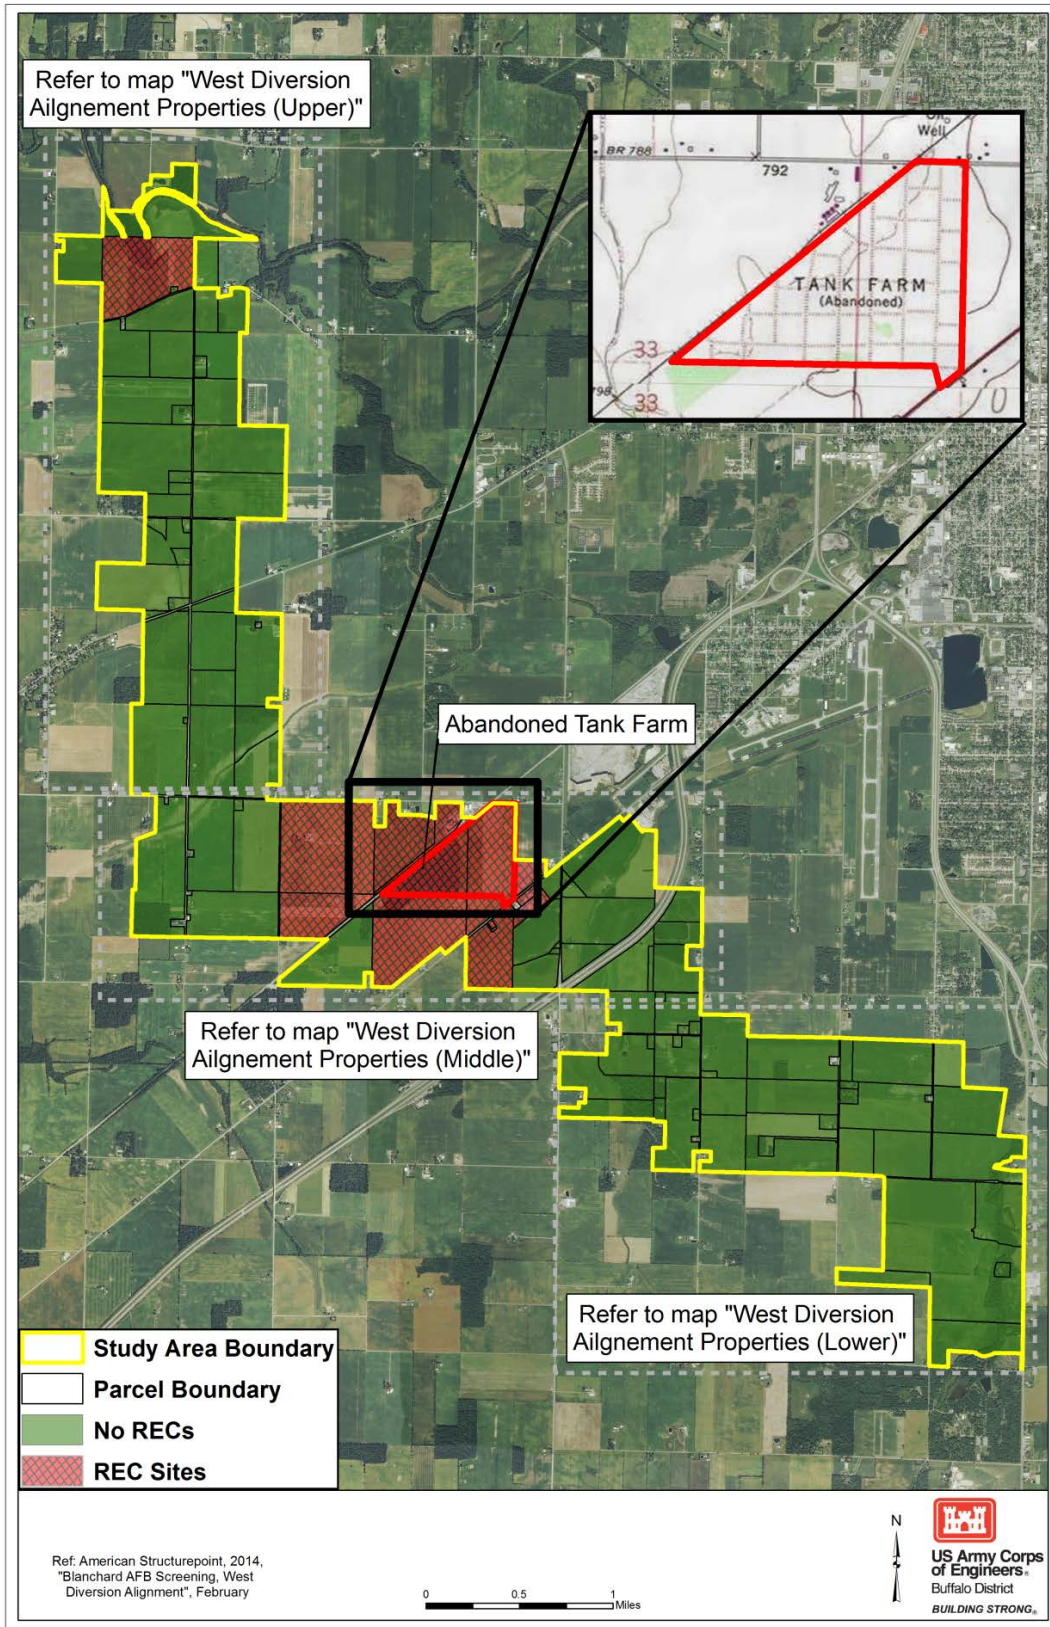 Refer to map "West Diversion
Ailgnement Properties (Upper)"
Oil
Well
BR 788
792
TANK FARM
(Abandoned)
33
33
798
0
Abandoned Tank Farm
Refer to map "West Diversion
Ailgnement Properties (Middle)"
Refer to map "West Diversion
Ailgnement Properties (Lower)"
Study Area Boundary
Parcel Boundary
No RECs
REC Sites
Ref: American Structurepoint, 2014,
"Blanchard AFB Screening, West
Diversion Alignment", February
0 0.5 1
Miles
N
US Army Corps
of Engineers®
Buffalo District
BUILDING STRONG®